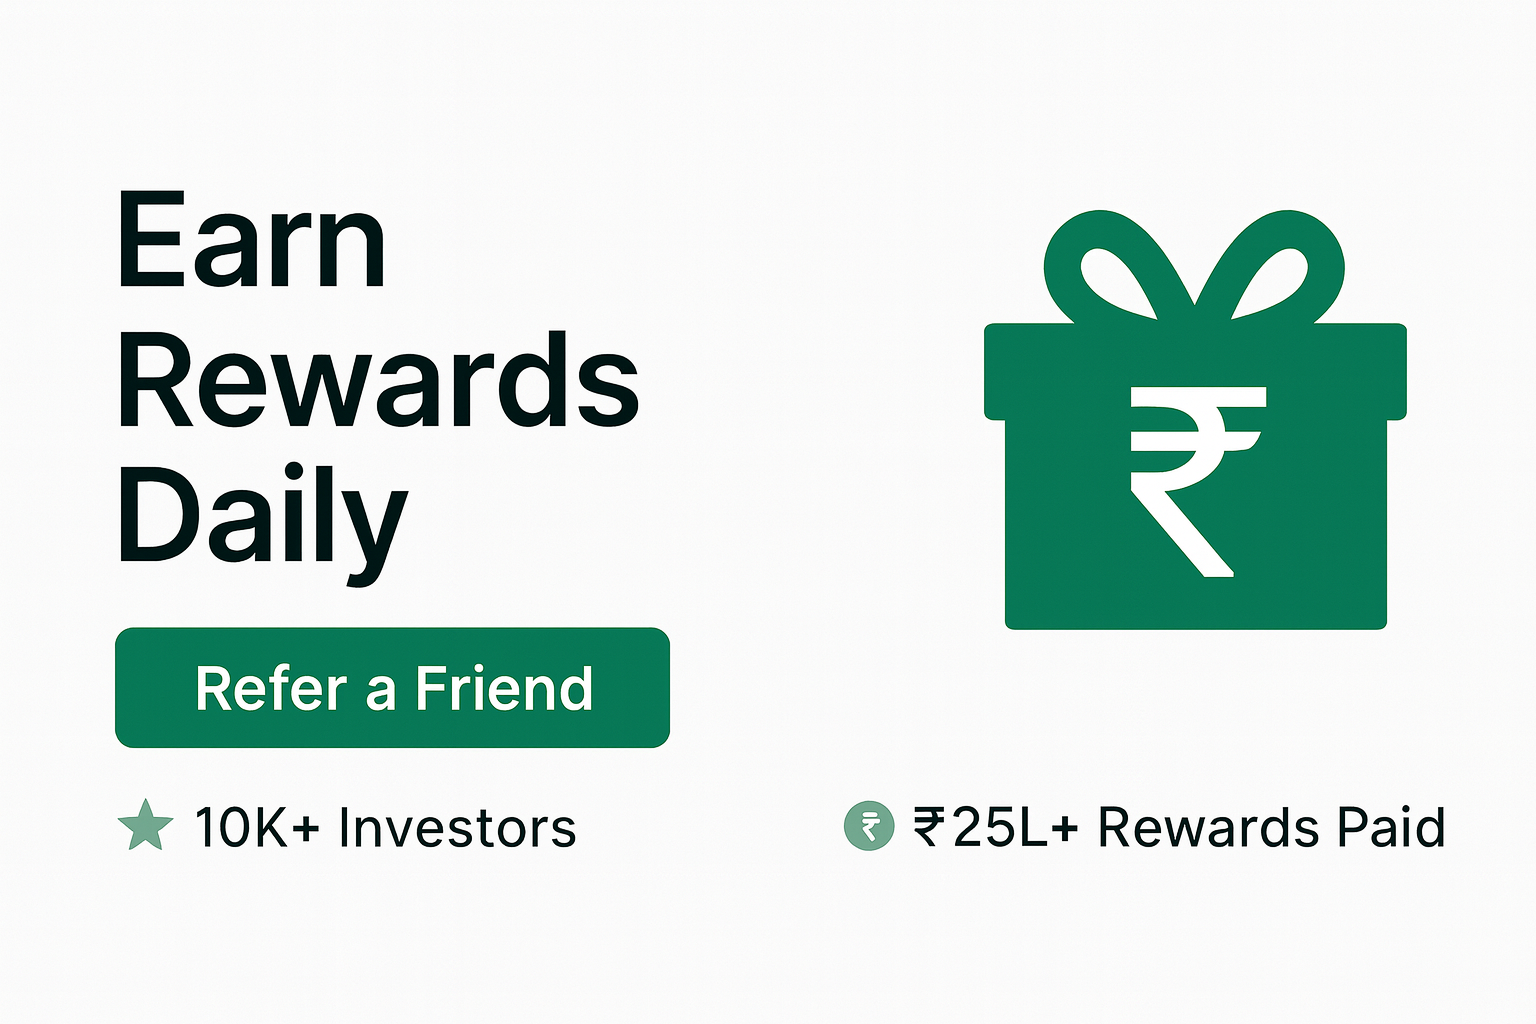 Earn
Rewards
Daily
₹
Refer a Friend
10K+ Investors
₹
₹25L+ Rewards Paid